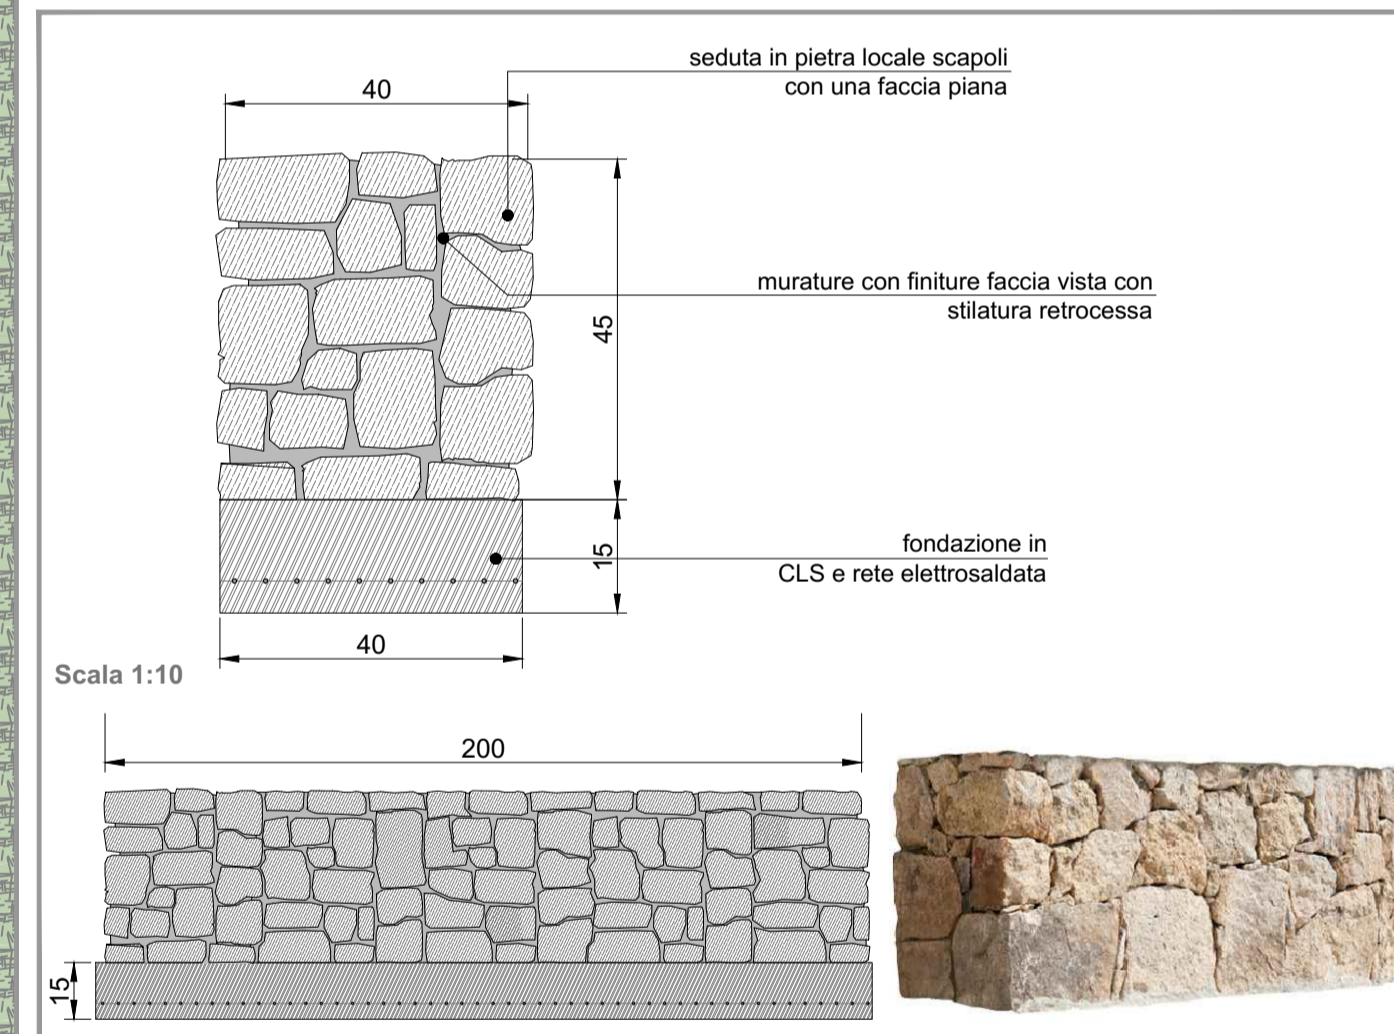 seduta in pietra locale scapoli
con una faccia piana
40
murature con finiture faccia vista con
stilatura retrocessa
45
fondazione in
CLS e rete elettrosaldata
15
40
Scala 1:10
200
15